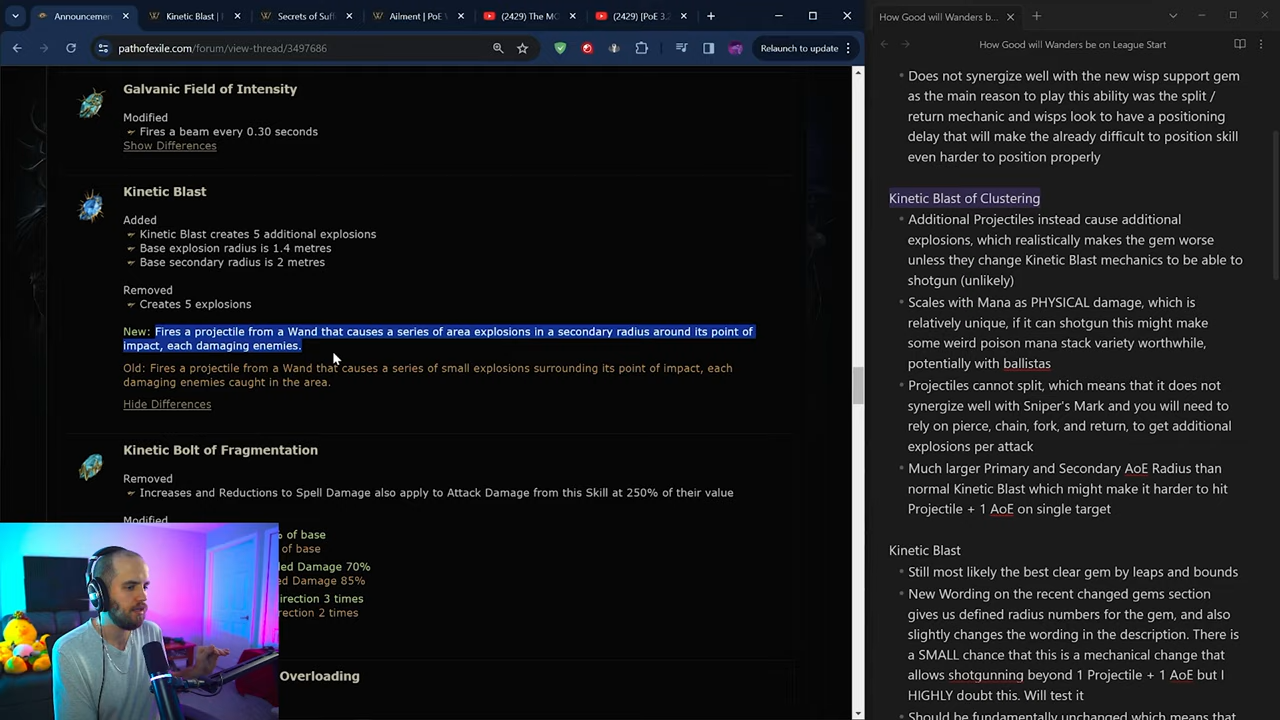 Announcemen
Kinetic Blast |
Secrets of Suff
Ailment | PoE
(2429) The MO
(2429) [PoE 3.2
pathofexile.com/forum/view-thread/3497686
Relaunch to update
Galvanic Field of Intensity
Modified
Fires a beam every 0.30 seconds
Show Differences
Kinetic Blast
Added
Kinetic Blast creates 5 additional explosions
Base explosion radius is 1.4 metres
Base secondary radius is 2 metres
Removed
Creates 5 explosions
New: Fires a projectile from a Wand that causes a series of area explosions in a secondary radius around its point of
impact, each damaging enemies.
Old: Fires a projectile from a Wand that causes a series of small explosions surrounding its point of impact, each
damaging enemies caught in the area.
Hide Differences
Kinetic Bolt of Fragmentation
Removed
Increases and Reductions to Spell Damage also apply to Attack Damage from this Skill at 250% of their value
Modified
of base
of base
ed Damage 70%
ed Damage 85%
irection 3 times
irection 2 times
Overloading
How Good will Wanders b...
How Good will Wanders be on League Start
Does not synergize well with the new wisp support gem
as the main reason to play this ability was the split /
return mechanic and wisps look to have a positioning
delay that will make the already difficult to position skill
even harder to position properly
Kinetic Blast of Clustering
Additional Projectiles instead cause additional
explosions, which realistically makes the gem worse
unless they change Kinetic Blast mechanics to be able to
shotgun (unlikely)
Scales with Mana as PHYSICAL damage, which is
relatively unique, if it can shotgun this might make
some weird poison mana stack variety worthwhile,
potentially with ballistas
Projectiles cannot split, which means that it does not
synergize well with Sniper's Mark and you will need to
rely on pierce, chain, fork, and return, to get additional
explosions per attack
Much larger Primary and Secondary AoE Radius than
normal Kinetic Blast which might make it harder to hit
Projectile + 1 AoE on single target
Kinetic Blast
Still most likely the best clear gem by leaps and bounds
New Wording on the recent changed gems section
gives us defined radius numbers for the gem, and also
slightly changes the wording in the description. There is
a SMALL chance that this is a mechanical change that
allows shotgunning beyond 1 Projectile + 1 AoE but I
HIGHLY doubt this. Will test it
Should be fundamentally unchanged which means that